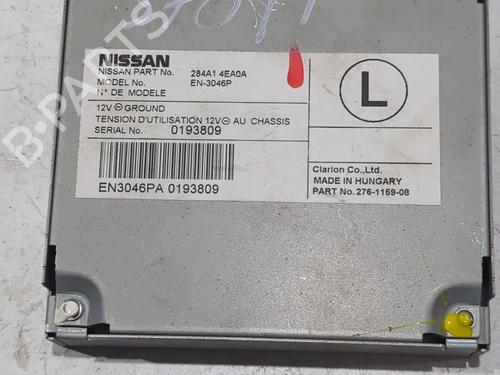 NISSAN
NISSAN PART No. 284A1 4EA0A
MODEL No. EN-3046P
N° DE MODELE
12V ⊖ GROUND
TENSION D'UTILISATION 12V⊖ AU CHASSIS
SERIAL No. 0193809
EN3046PA 0193809
L
Clarion Co.,Ltd.
MADE IN HUNGARY
PART No. 276-1159-08
B-PARTS